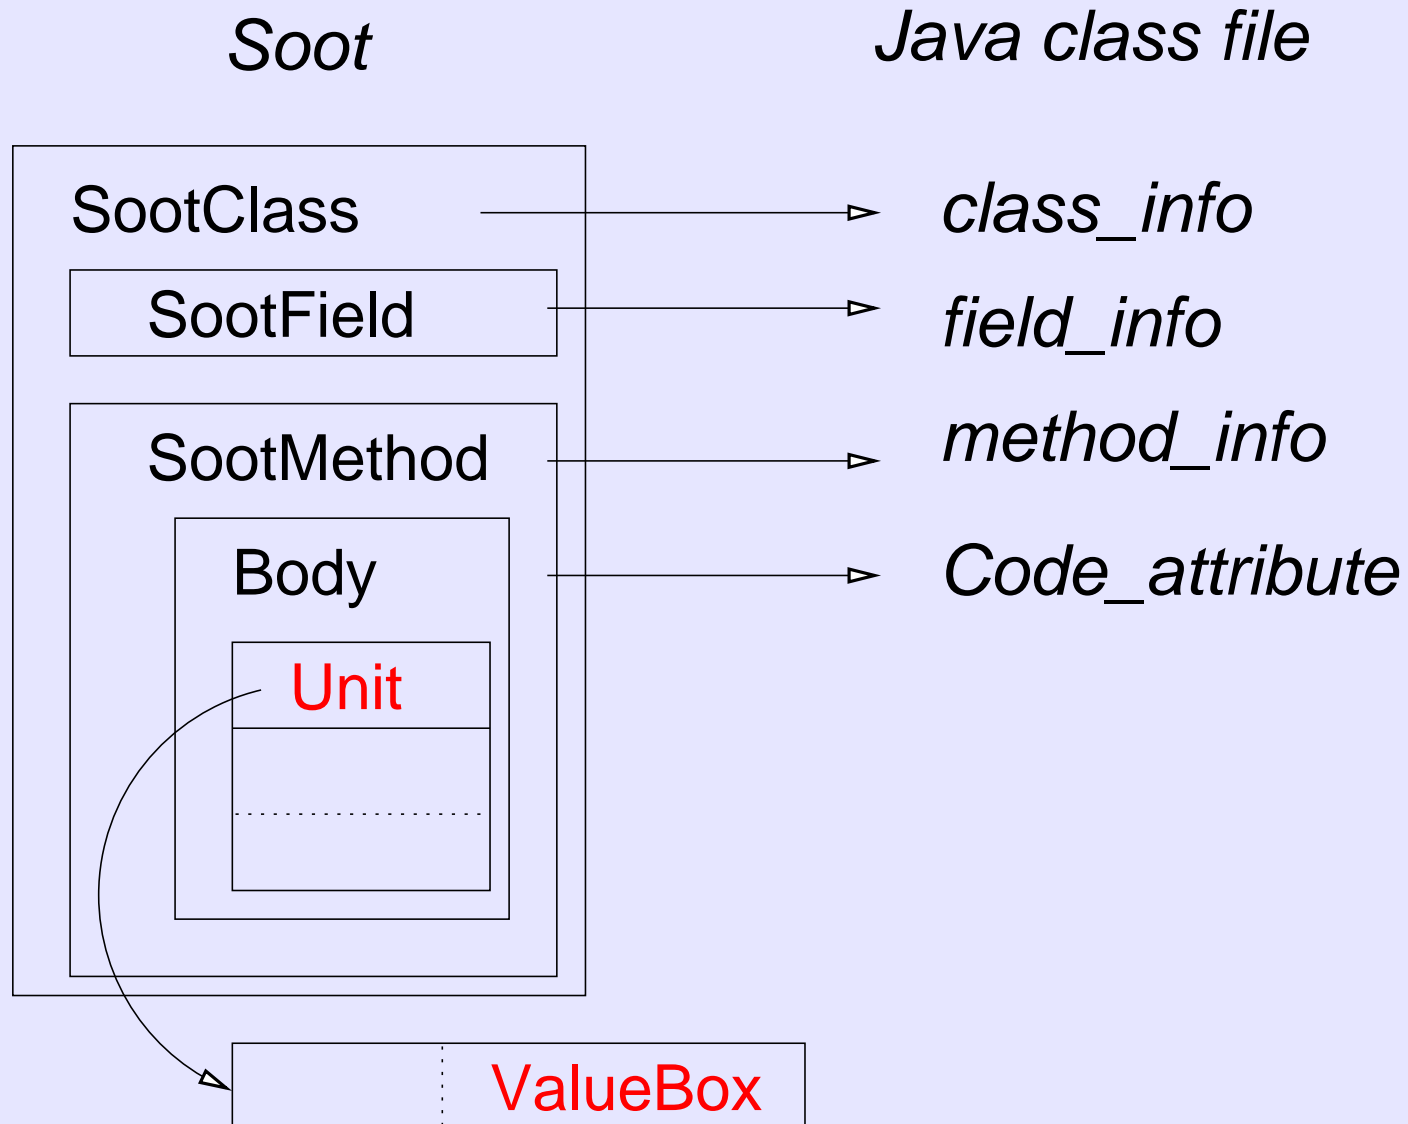 Soot
Java class file
SootClass
class_info
SootField
field_info
SootMethod
method_info
Body
Code_attribute
Unit
ValueBox